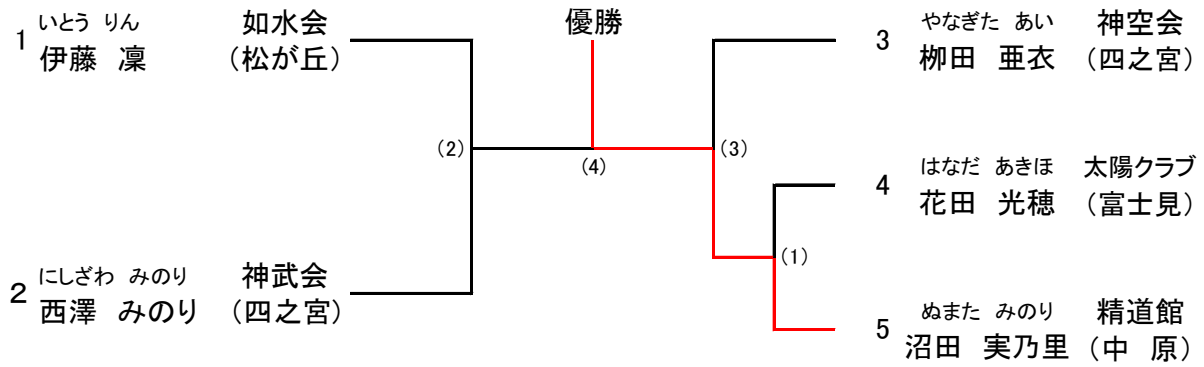 優勝
1
いとう りん 如水会
伊藤 凜 （松が丘）
2
にしざわ みのり 神武会
西澤 みのり （四之宮）
(2)
(4)
(3)
(1)
3
やなぎた あい 神空会
栁田 亜衣 （四之宮）
4
はなだ あきほ 太陽クラブ
花田 光穂 （富士見）
5
ぬまた みのり 精道館
沼田 実乃里 （中 原）